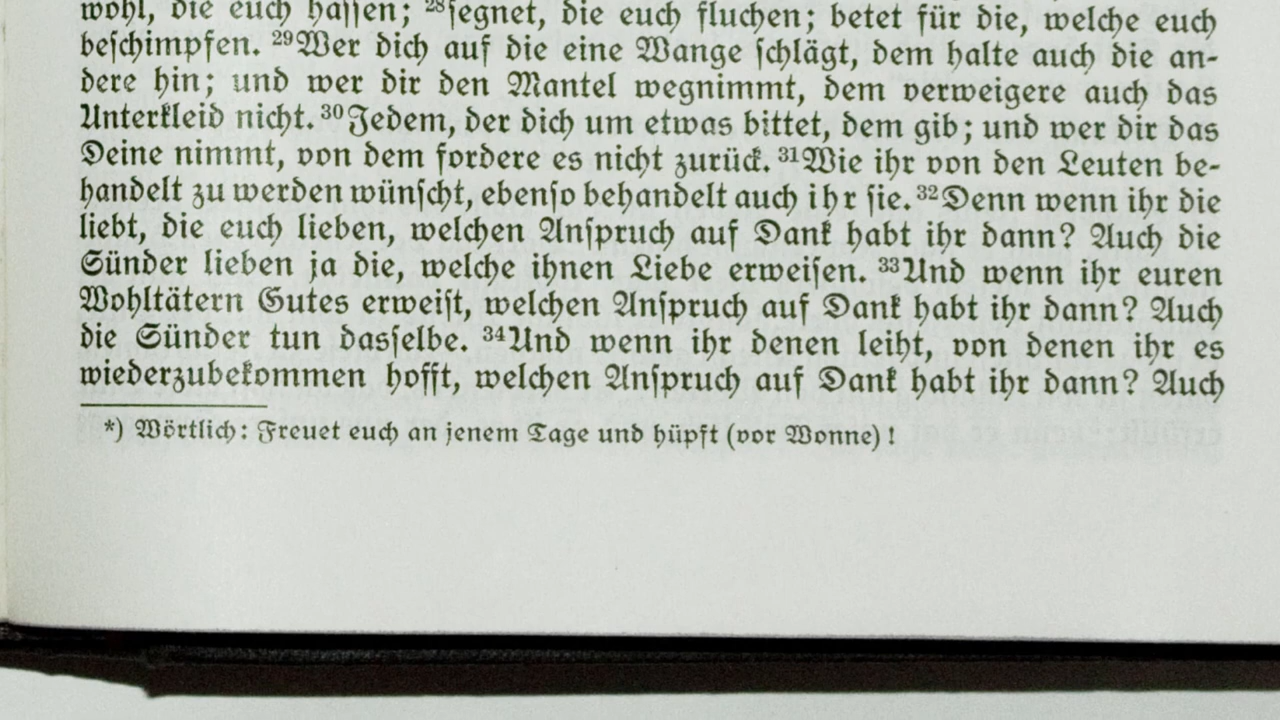 wohl, die euch hassen; ²⁸segnet, die euch fluchen; betet für die, welche euch
beschimpfen. ²⁹Wer dich auf die eine Wange schlägt, dem halte auch die an-
dere hin; und wer dir den Mantel wegnimmt, dem verweigere auch das
Unterkleid nicht. ³⁰Jedem, der dich um etwas bittet, dem gib; und wer dir das
Deine nimmt, von dem fordere es nicht zurück. ³¹Wie ihr von den Leuten be-
handelt zu werden wünscht, ebenso behandelt auch ihr sie. ³²Denn wenn ihr die
liebt, die euch lieben, welchen Anspruch auf Dank habt ihr dann? Auch die
Sünder lieben ja die, welche ihnen Liebe erweisen. ³³Und wenn ihr euren
Wohltätern Gutes erweist, welchen Anspruch auf Dank habt ihr dann? Auch
die Sünder tun dasselbe. ³⁴Und wenn ihr denen leiht, von denen ihr es
wiederzubekommen hofft, welchen Anspruch auf Dank habt ihr dann? Auch
*) Wörtlich: Freuet euch an jenem Tage und hüpft (vor Wonne)!